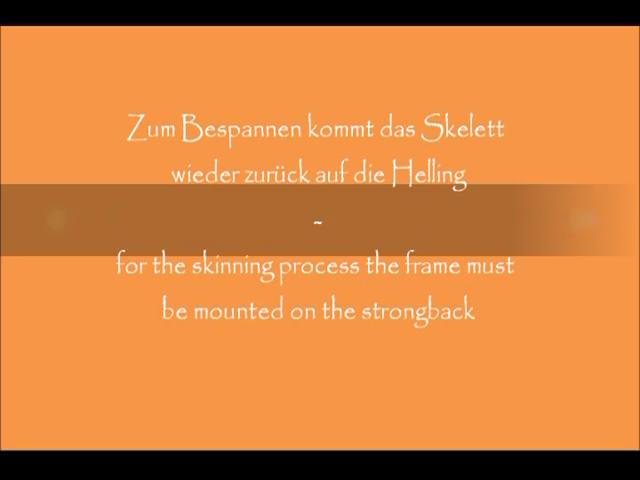 Zum Bespannen kommt das Skelett
wieder zurück auf die Helling
-
for the skinning process the frame must
be mounted on the strongback